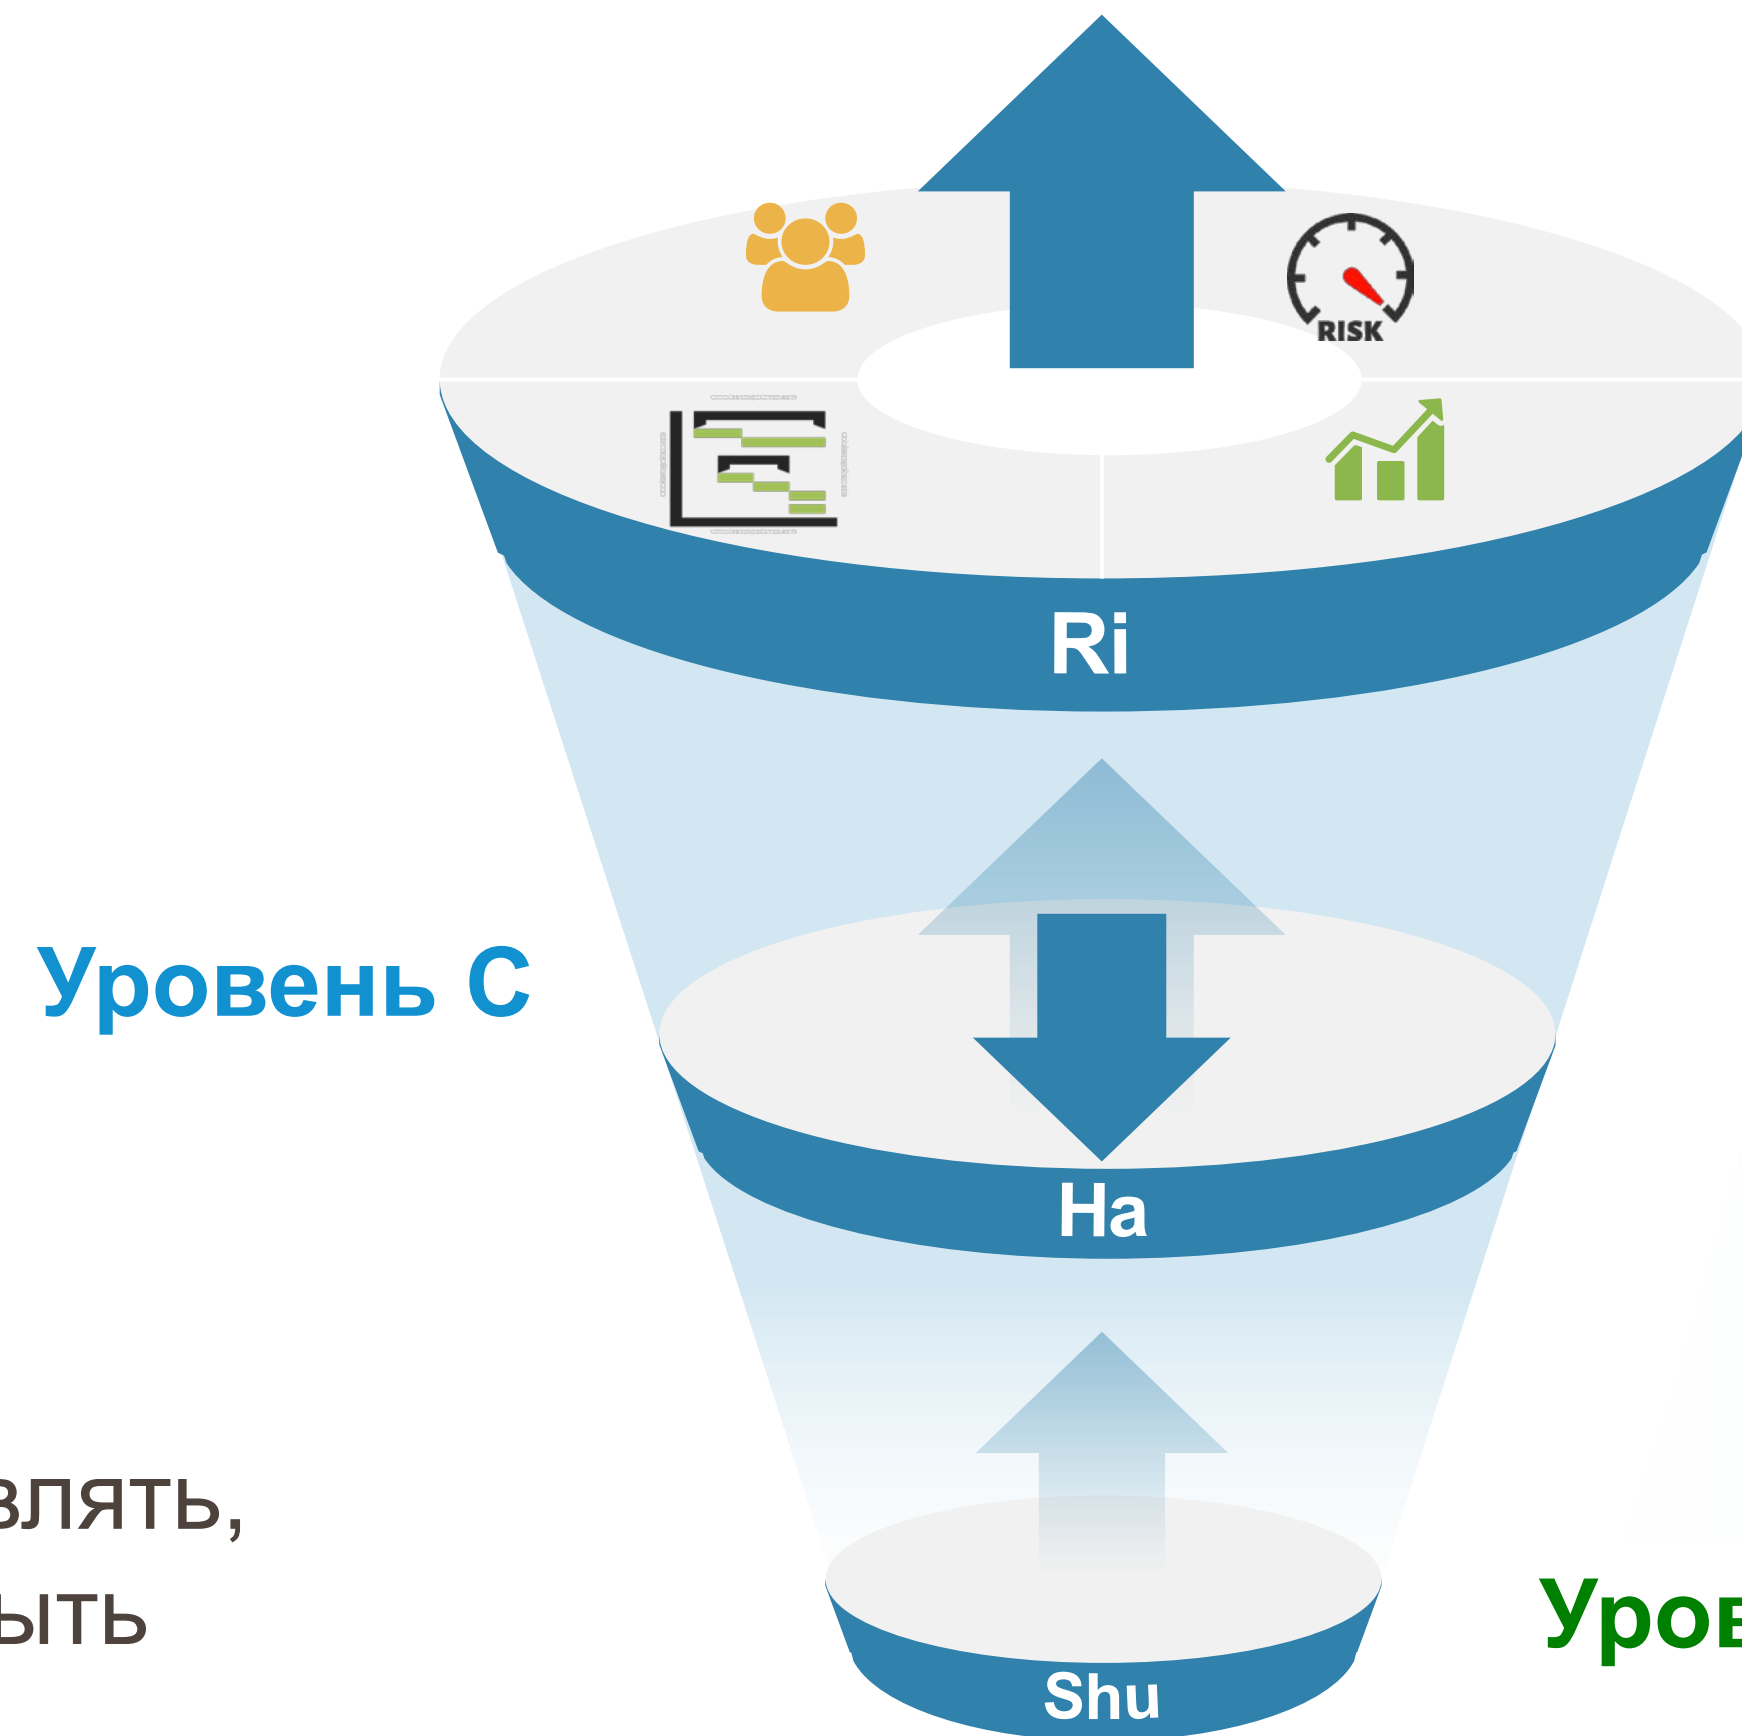 RISK
Ri
Уровень С
Ha
влять,
ыть
Уров
Shu